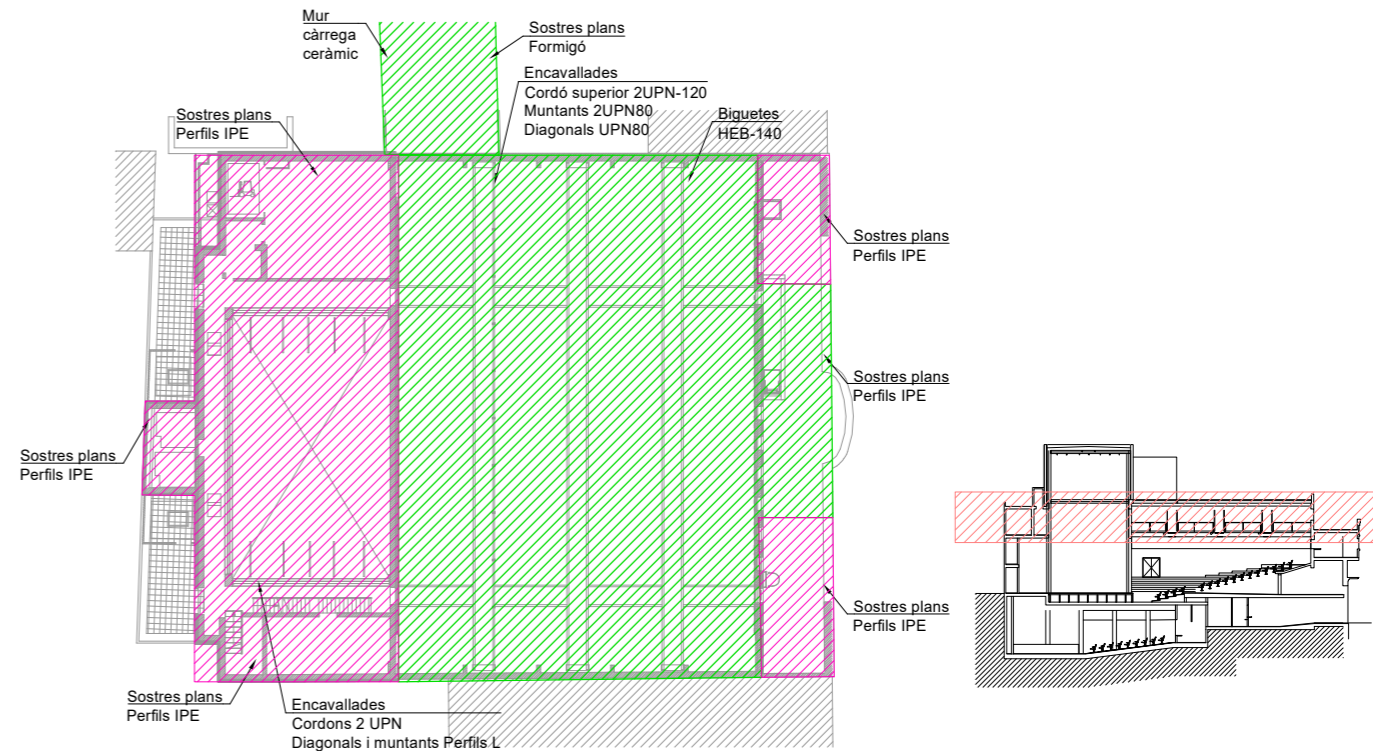 Mur
càrrega
ceràmic
Sostres plans
Formigó
Encavallades
Cordó superior 2UPN-120
Muntants 2UPN80
Diagonals UPN80
Biguetes
HEB-140
Sostres plans
Perfils IPE
Sostres plans
Perfils IPE
Sostres plans
Perfils IPE
Sostres plans
Perfils IPE
Sostres plans
Perfils IPE
Sostres plans
Perfils IPE
Encavallades
Cordons 2 UPN
Diagonals i muntants Perfils L